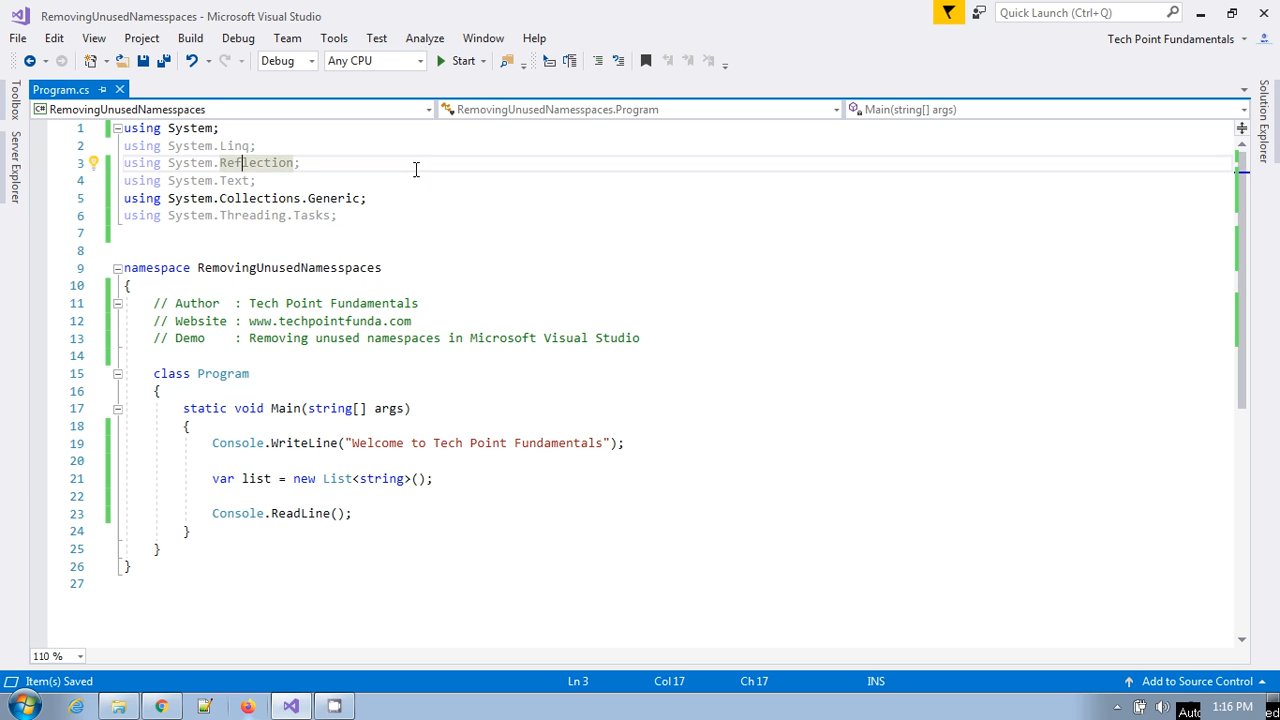 RemovingUnusedNamesspaces - Microsoft Visual Studio
Quick Launch (Ctrl+Q)
File Edit View Project Build Debug Team Tools Test Analyze Window Help
Tech Point Fundamentals
Debug Any CPU Start
Program.cs
RemovingUnusedNamesspaces RemovingUnusedNamesspaces.Program Main(string[] args)
Toolbox
Server Explorer
Solution Explorer
1 using System;
2 using System.Linq;
3 using System.Reflection;
4 using System.Text;
5 using System.Collections.Generic;
6 using System.Threading.Tasks;
7
8
9 namespace RemovingUnusedNamesspaces
10 {
11 // Author : Tech Point Fundamentals
12 // Website : www.techpointfunda.com
13 // Demo : Removing unused namespaces in Microsoft Visual Studio
14
15 class Program
16 {
17 static void Main(string[] args)
18 {
19 Console.WriteLine("Welcome to Tech Point Fundamentals");
20
21 var list = new List<string>();
22
23 Console.ReadLine();
24 }
25 }
26 }
27
110 %
Item(s) Saved Ln 3 Col 17 Ch 17 INS Add to Source Control
1:16 PM